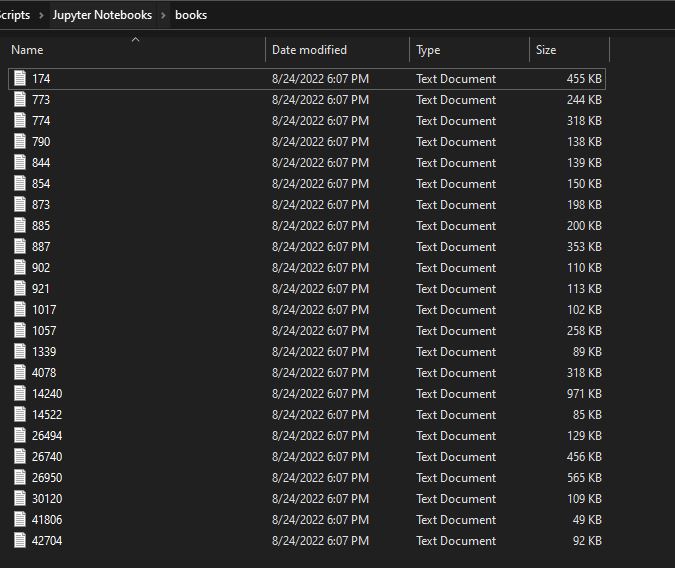 Scripts > Jupyter Notebooks > books
Name Date modified Type Size
174 8/24/2022 6:07 PM Text Document 455 KB
773 8/24/2022 6:07 PM Text Document 244 KB
774 8/24/2022 6:07 PM Text Document 318 KB
790 8/24/2022 6:07 PM Text Document 138 KB
844 8/24/2022 6:07 PM Text Document 139 KB
854 8/24/2022 6:07 PM Text Document 150 KB
873 8/24/2022 6:07 PM Text Document 198 KB
885 8/24/2022 6:07 PM Text Document 200 KB
887 8/24/2022 6:07 PM Text Document 353 KB
902 8/24/2022 6:07 PM Text Document 110 KB
921 8/24/2022 6:07 PM Text Document 113 KB
1017 8/24/2022 6:07 PM Text Document 102 KB
1057 8/24/2022 6:07 PM Text Document 258 KB
1339 8/24/2022 6:07 PM Text Document 89 KB
4078 8/24/2022 6:07 PM Text Document 318 KB
14240 8/24/2022 6:07 PM Text Document 971 KB
14522 8/24/2022 6:07 PM Text Document 85 KB
26494 8/24/2022 6:07 PM Text Document 129 KB
26740 8/24/2022 6:07 PM Text Document 456 KB
26950 8/24/2022 6:07 PM Text Document 565 KB
30120 8/24/2022 6:07 PM Text Document 109 KB
41806 8/24/2022 6:07 PM Text Document 49 KB
42704 8/24/2022 6:07 PM Text Document 92 KB